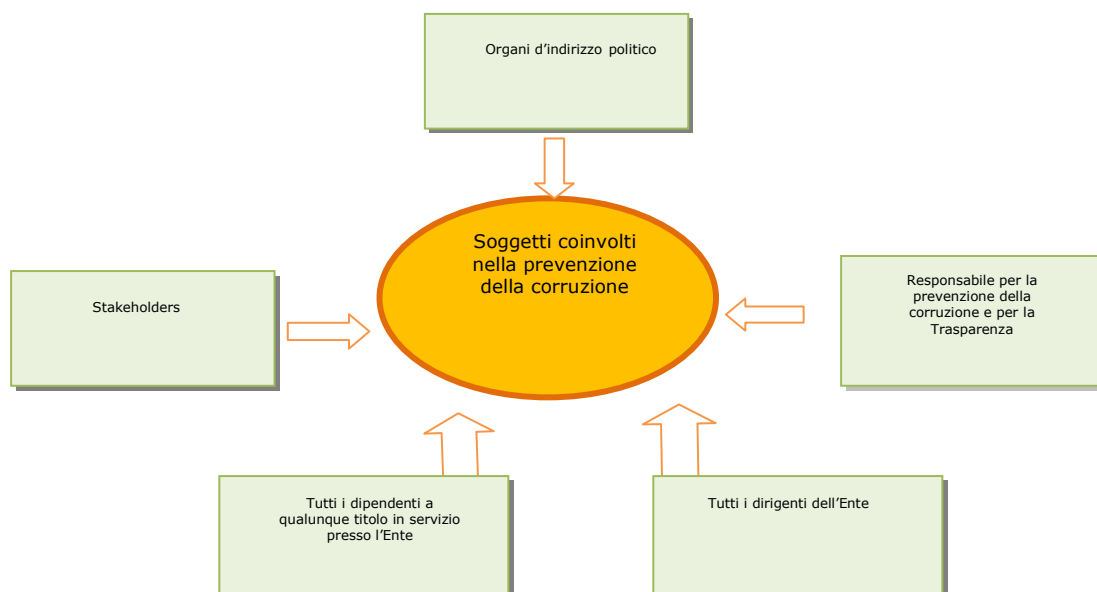 Organi d’indirizzo politico
Soggetti coinvolti
nella prevenzione
della corruzione
Stakeholders
Responsabile per la
prevenzione della
corruzione e per la
Trasparenza
Tutti i dipendenti a
qualunque titolo in servizio
presso l’Ente
Tutti i dirigenti dell’Ente